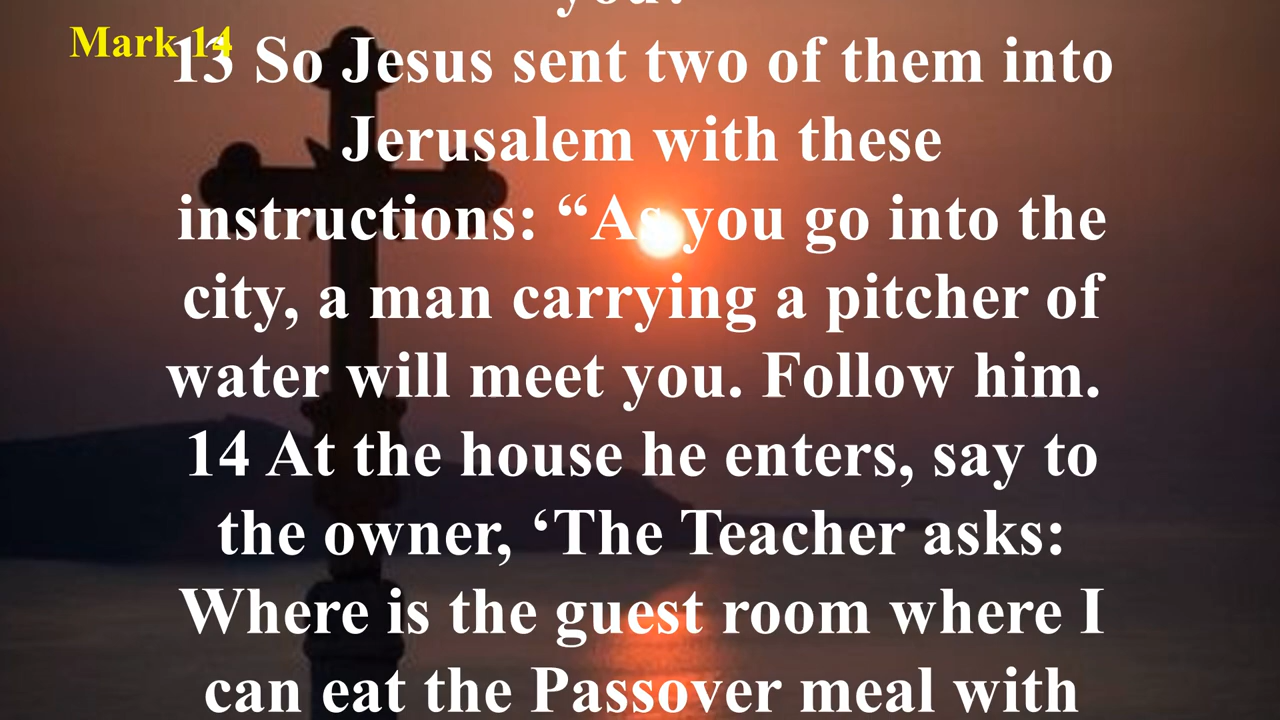 you?"
Mark 14
13 So Jesus sent two of them into
Jerusalem with these
instructions: “As you go into the
city, a man carrying a pitcher of
water will meet you. Follow him.
14 At the house he enters, say to
the owner, ‘The Teacher asks:
Where is the guest room where I
can eat the Passover meal with